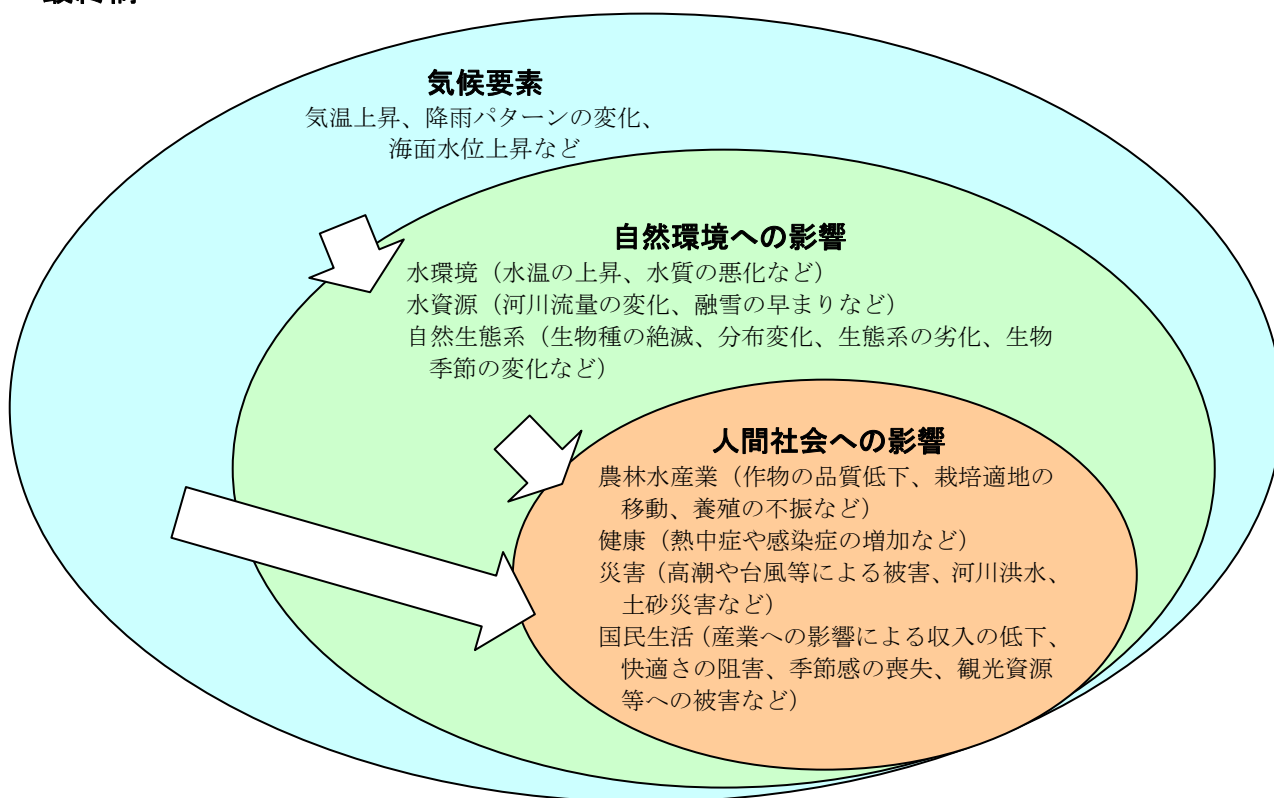 気候要素
気温上昇、降雨パターンの変化、
海面水位上昇など
自然環境への影響
水環境（水温の上昇、水質の悪化など）
水資源（河川流量の変化、融雪の早まりなど）
自然生態系（生物種の絶滅、分布変化、生態系の劣化、生物
季節の変化など）
人間社会への影響
農林水産業（作物の品質低下、栽培適地の
移動、養殖の不振など）
健康（熱中症や感染症の増加など）
災害（高潮や台風等による被害、河川洪水、
土砂災害など）
国民生活（産業への影響による収入の低下、
快適さの阻害、季節感の喪失、観光資源
等への被害など）